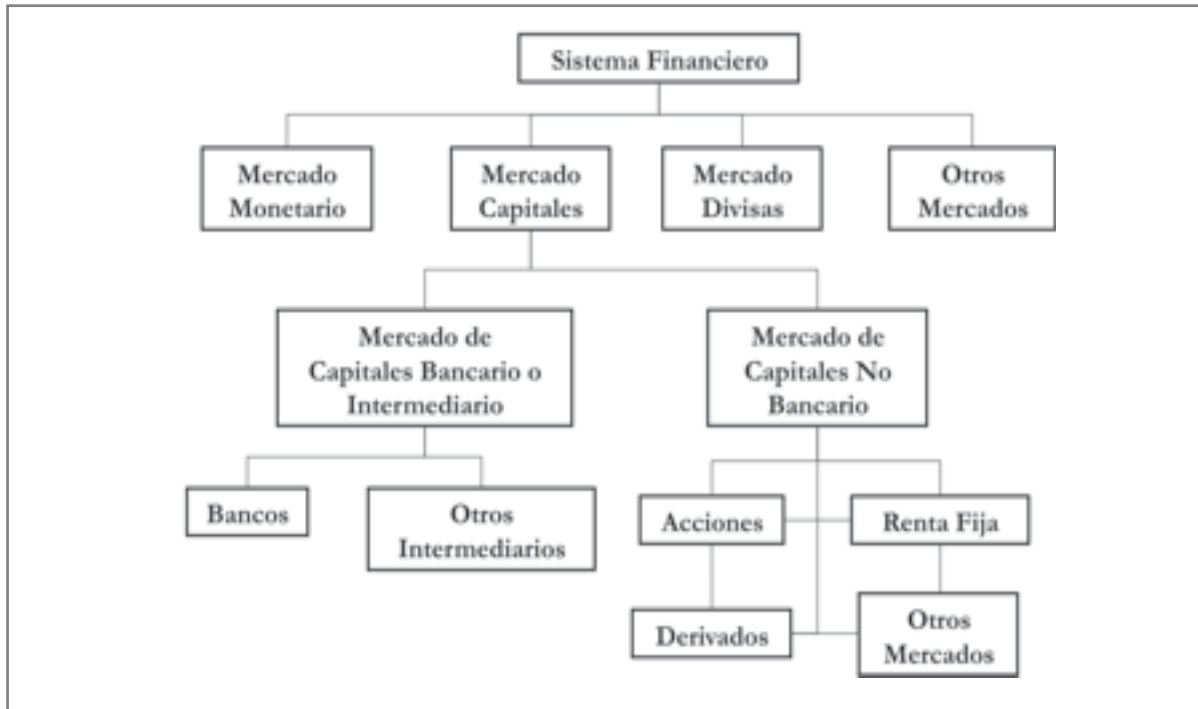 Sistema Financiero
Mercado
Monetario
Mercado
Capitales
Mercado
Divisas
Otros
Mercados
Mercado de
Capitales Bancario o
Intermediario
Mercado de
Capitales No
Bancario
Bancos
Otros
Intermediarios
Acciones
Renta Fija
Derivados
Otros
Mercados